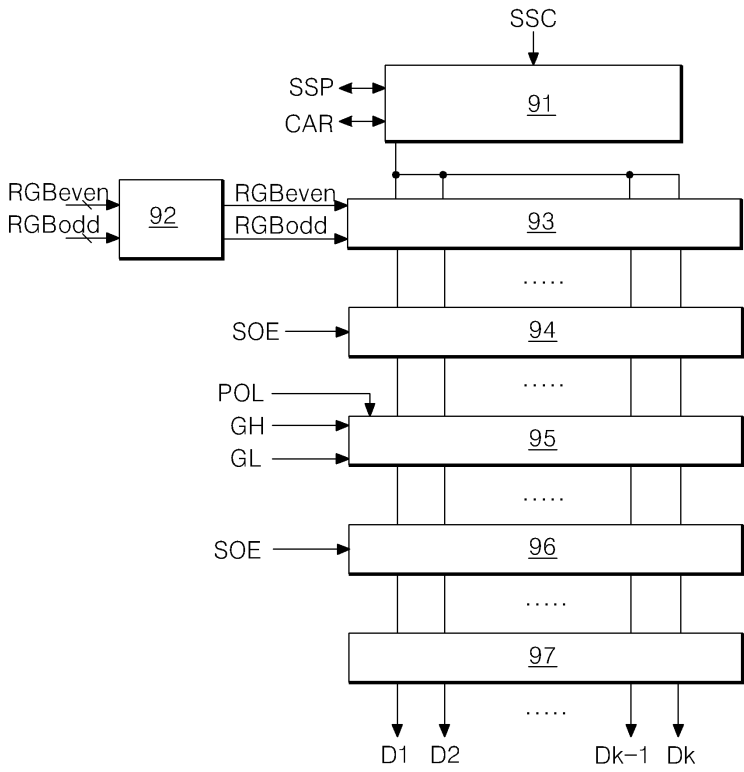 SSC
SSP
91
CAR
RGBeven
RGBeven
92
RGBodd
RGBodd
93
.....
SOE
94
.....
POL
GH
95
GL
.....
SOE
96
.....
97
.....
D1 D2 Dk-1 Dk